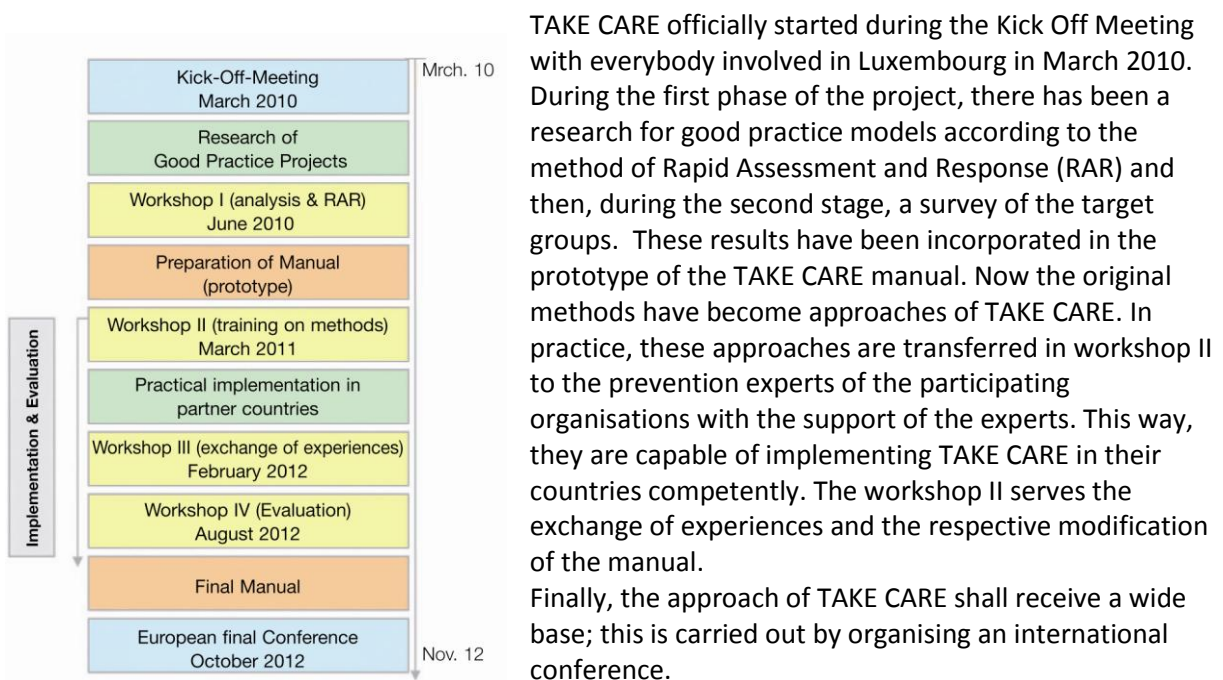 Mrch. 10
Kick-Off-Meeting
March 2010
Research of
Good Practice Projects
Workshop I (analysis & RAR)
June 2010
Preparation of Manual
(prototype)
Implementation & Evaluation
Workshop II (training on methods)
March 2011
Practical implementation in
partner countries
Workshop III (exchange of experiences)
February 2012
Workshop IV (Evaluation)
August 2012
Final Manual
European final Conference
October 2012
Nov. 12
TAKE CARE officially started during the Kick Off Meeting
with everybody involved in Luxembourg in March 2010.
During the first phase of the project, there has been a
research for good practice models according to the
method of Rapid Assessment and Response (RAR) and
then, during the second stage, a survey of the target
groups.  These results have been incorporated in the
prototype of the TAKE CARE manual. Now the original
methods have become approaches of TAKE CARE. In
practice, these approaches are transferred in workshop II
to the prevention experts of the participating
organisations with the support of the experts. This way,
they are capable of implementing TAKE CARE in their
countries competently. The workshop II serves the
exchange of experiences and the respective modification
of the manual.
Finally, the approach of TAKE CARE shall receive a wide
base; this is carried out by organising an international
conference.